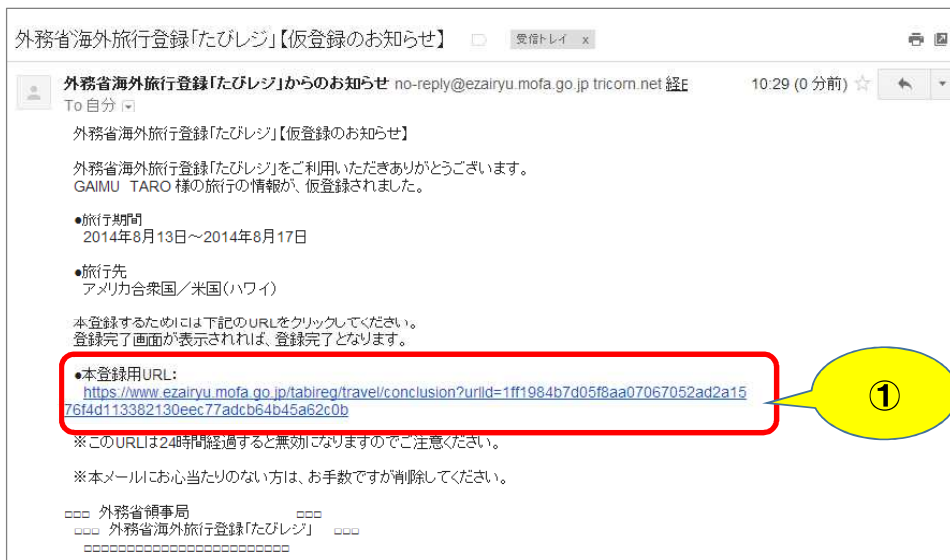 外務省海外旅行登録「たびレジ」【仮登録のお知らせ】 受信トレイ x
外務省海外旅行登録「たびレジ」からのお知らせ no-reply@ezairyu.mofa.go.jp tricorn.net 経由 10:29 (0 分前)
To 自分
外務省海外旅行登録「たびレジ」【仮登録のお知らせ】
外務省海外旅行登録「たびレジ」をご利用いただきありがとうございます。
GAIMU TARO 様の旅行の情報が、仮登録されました。
●旅行期間
2014年8月13日～2014年8月17日
●旅行先
アメリカ合衆国／米国(ハワイ)
本登録するためには下記のURLをクリックしてください。
登録完了画面が表示されれば、登録完了となります。
●本登録用URL：
https://www.ezairyu.mofa.go.jp/tabireg/travel/conclusion?urlId=1ff1984b7d05f8aa07067052ad2a15
76f4d113382130eec77adcb64b45a62c0b
①
※このURLは24時間経過すると無効になりますのでご注意ください。
※本メールにお心当たりのない方は、お手数ですが削除してください。
□□□ 外務省領事局 □□□
□□□ 外務省海外旅行登録「たびレジ」 □□□
□□□□□□□□□□□□□□□□□□□□□□□□